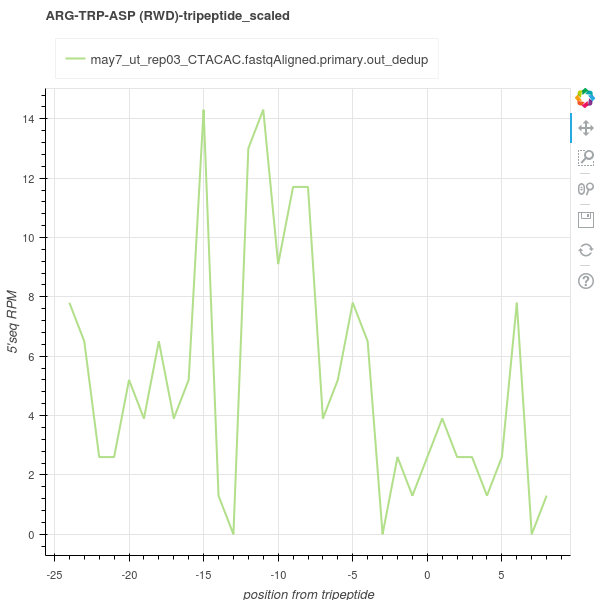 ARG-TRP-ASP (RWD)-tripeptide_scaled
may7_ut_rep03_CTACAC.fastqAligned.primary.out_dedup
14
12
10
8
6
4
2
0
5'seq RPM
-25 -20 -15 -10 -5 0 5
position from tripeptide